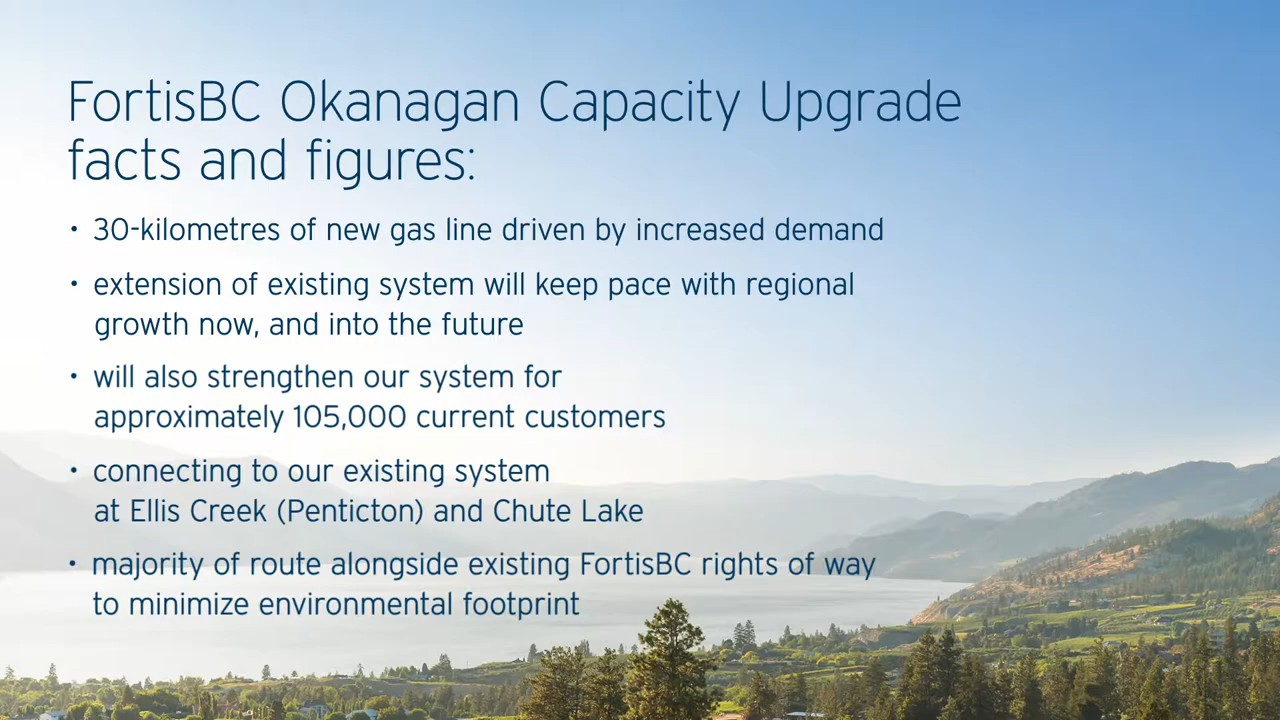 FortisBC Okanagan Capacity Upgrade
facts and figures:
• 30-kilometres of new gas line driven by increased demand
• extension of existing system will keep pace with regional
growth now, and into the future
• will also strengthen our system for
approximately 105,000 current customers
• connecting to our existing system
at Ellis Creek (Penticton) and Chute Lake
• majority of route alongside existing FortisBC rights of way
to minimize environmental footprint